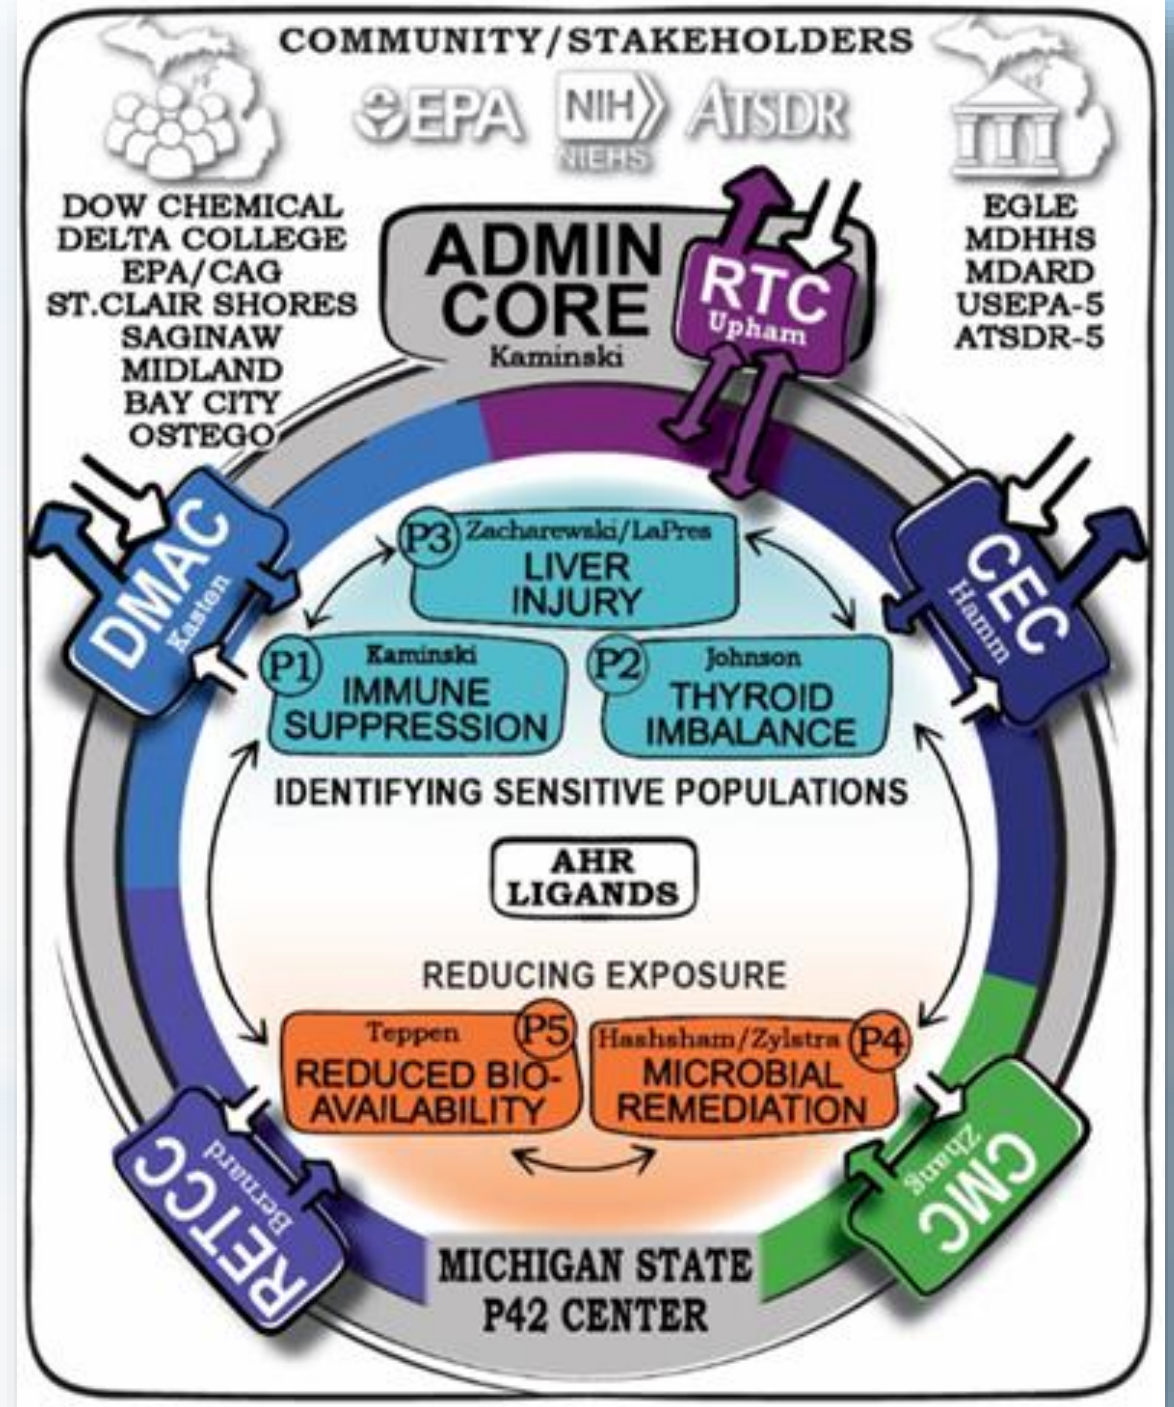 COMMUNITY/STAKEHOLDERS
EPA
NIH
NIEHS
ATSDR
DOW CHEMICAL
DELTA COLLEGE
EPA/CAG
ST.CLAIR SHORES
SAGINAW
MIDLAND
BAY CITY
OSTEGO
EGLE
MDHHS
MDARD
USEPA-5
ATSDR-5
ADMIN
CORE
Kaminski
RTC
Upham
DMAC
Kasten
CEC
Hamm
P3 Zacharewski/LaPres
LIVER
INJURY
P1 Kaminski
IMMUNE
SUPPRESSION
P2 Johnson
THYROID
IMBALANCE
IDENTIFYING SENSITIVE POPULATIONS
AHR
LIGANDS
REDUCING EXPOSURE
Teppen P5
REDUCED BIO-
AVAILABILITY
Hashsham/Zylstra P4
MICROBIAL
REMEDIATION
RETCC
Bernard
CMC
Zhang
MICHIGAN STATE
P42 CENTER